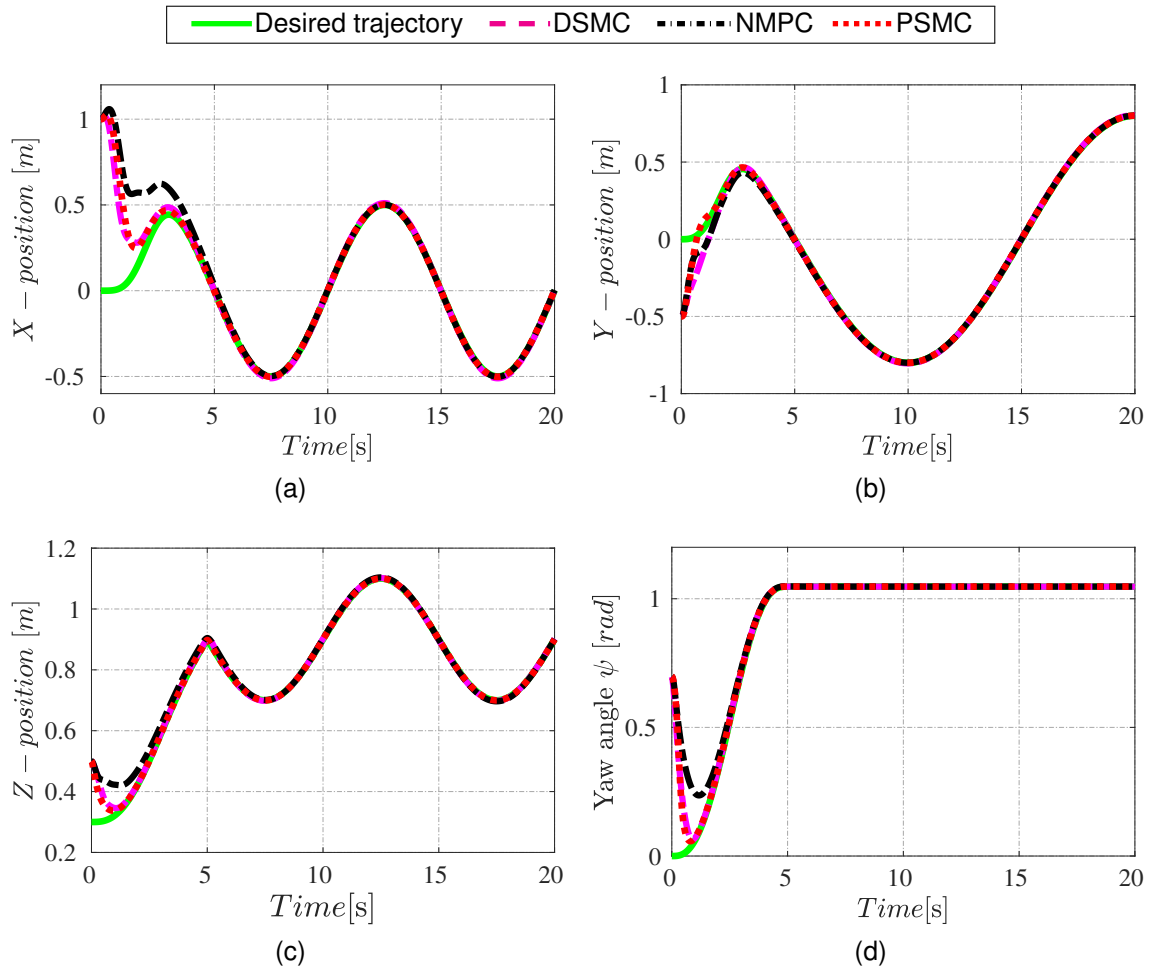 Desired trajectory DSMC NMPC PSMC
1
0.5
0
-0.5
X − position [m]
0 5 10 15 20
Time[s]
(a)
1
0.5
0
-0.5
-1
Y − position [m]
0 5 10 15 20
Time[s]
(b)
1.2
1
0.8
0.6
0.4
0.2
Z − position [m]
0 5 10 15 20
Time[s]
(c)
1
0.5
0
Yaw angle ψ [rad]
0 5 10 15 20
Time[s]
(d)